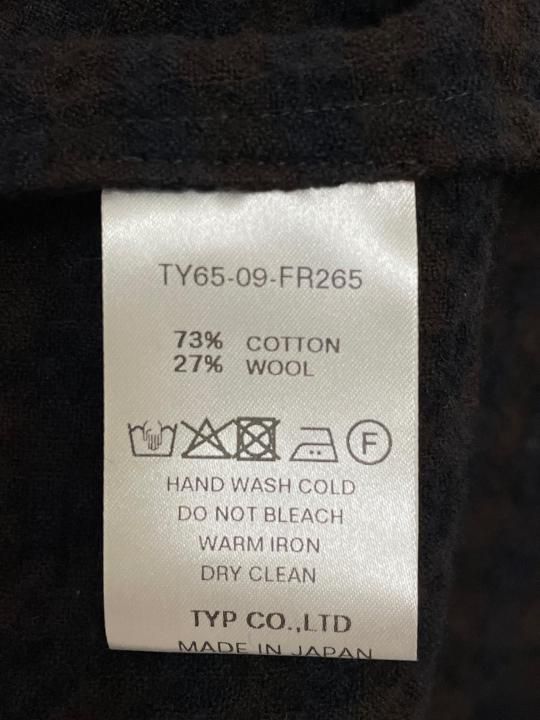 TY65-09-FR265
73% COTTON
27% WOOL
F
HAND WASH COLD
DO NOT BLEACH
WARM IRON
DRY CLEAN
TYP CO.,LTD
MADE IN JAPAN